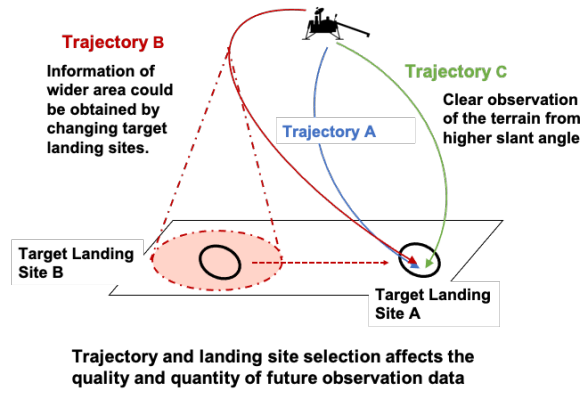 Trajectory B
Information of
wider area could
be obtained by
changing target
landing sites.
Trajectory A
Trajectory C
Clear observation
of the terrain from
higher slant angle
Target Landing
Site B
Target Landing
Site A
Trajectory and landing site selection affects the
quality and quantity of future observation data